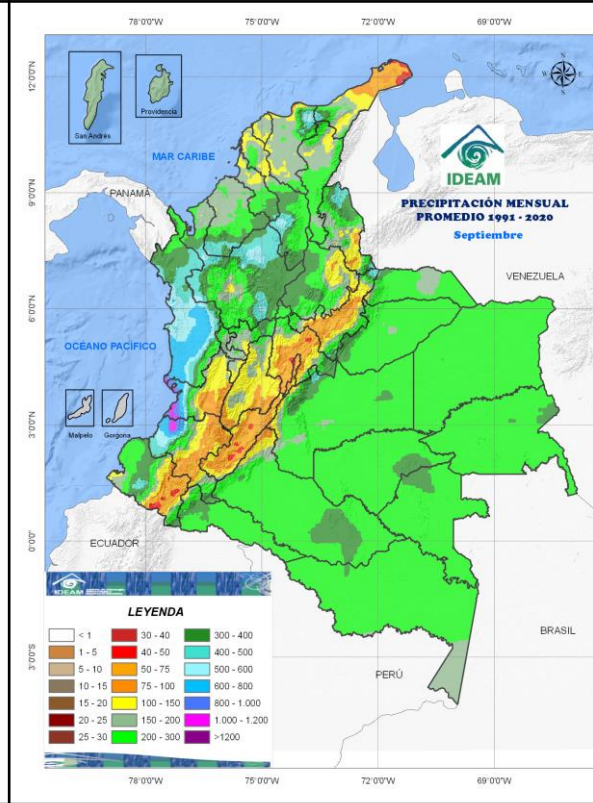 78°0'0"W 75°0'0"W 72°0'0"W 69°0'0"W
12°0'0"N
9°0'0"N
6°0'0"N
3°0'0"N
0°0'0"
3°0'0"S
San Andrés
Providencia
N
W E
S
MAR CARIBE
IDEAM
PANAMÁ
PRECIPITACIÓN MENSUAL
PROMEDIO 1991 - 2020
Septiembre
VENEZUELA
OCÉANO PACÍFICO
Malpelo
Gorgona
ECUADOR
BRASIL
PERÚ
IDEAM
LEYENDA
< 1 30 - 40 300 - 400
1 - 5 40 - 50 400 - 500
5 - 10 50 - 75 500 - 600
10 - 15 75 - 100 600 - 800
15 - 20 100 - 150 800 - 1.000
20 - 25 150 - 200 1.000 - 1.200
25 - 30 200 - 300 >1200
78°0'0"W 75°0'0"W 72°0'0"W 69°0'0"W